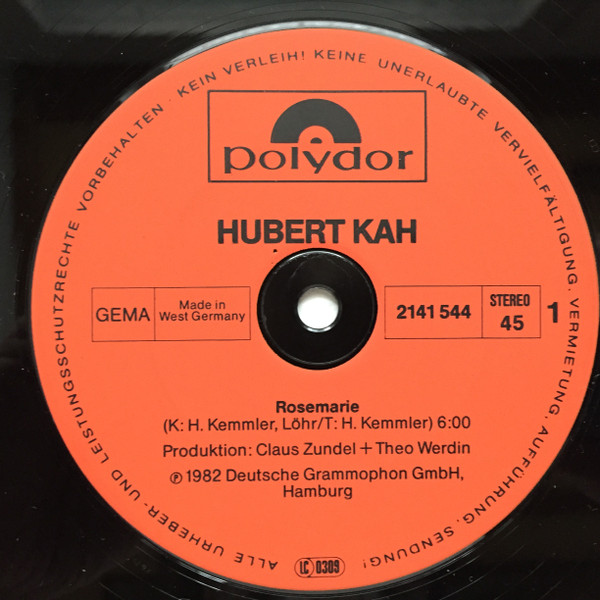 ALLE URHEBER- UND LEISTUNGSSCHUTZRECHTE VORBEHALTEN · KEIN VERLEIH! KEINE UNERLAUBTE VERVIELFÄLTIGUNG, VERMIETUNG, AUFFÜHRUNG, SENDUNG!
polydor
HUBERT KAH
GEMA
Made in
West Germany
2141 544
STEREO
45
1
Rosemarie
(K: H. Kemmler, Löhr/T: H. Kemmler) 6:00
Produktion: Claus Zundel + Theo Werdin
℗ 1982 Deutsche Grammophon GmbH,
Hamburg
LC 0309